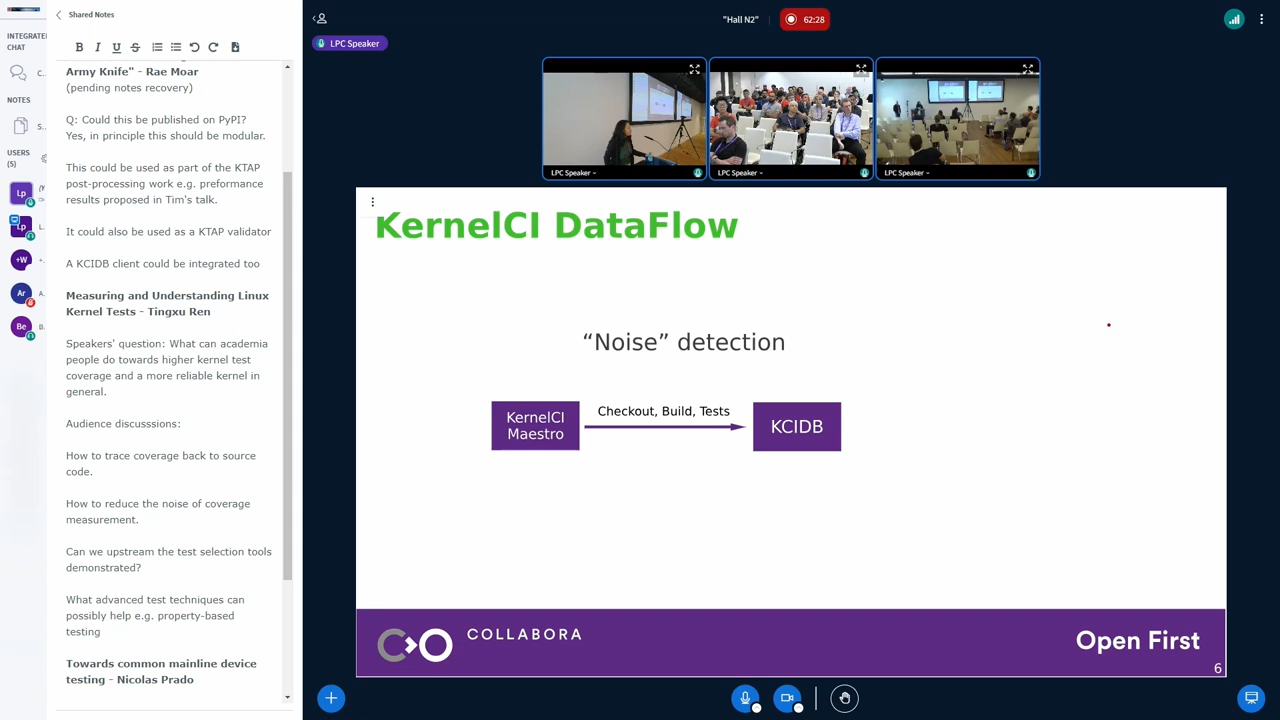 Shared Notes
"Hall N2"
62:28
INTEGRATE
CHAT
C..
NOTES
S..
USERS
(5)
Lp
Lp
L..
+W
+.
Ar
A.
Be
B.
B I U S
Army Knife" - Rae Moar
(pending notes recovery)
Q: Could this be published on PyPI?
Yes, in principle this should be modular.
This could be used as part of the KTAP
post-processing work e.g. preformance
results proposed in Tim's talk.
It could also be used as a KTAP validator
A KCIDB client could be integrated too
Measuring and Understanding Linux
Kernel Tests - Tingxu Ren
Speakers' question: What can academia
people do towards higher kernel test
coverage and a more reliable kernel in
general.
Audience discusssions:
How to trace coverage back to source
code.
How to reduce the noise of coverage
measurement.
Can we upstream the test selection tools
demonstrated?
What advanced test techniques can
possibly help e.g. property-based
testing
Towards common mainline device
testing - Nicolas Prado
LPC Speaker
LPC Speaker
LPC Speaker
LPC Speaker
KernelCI DataFlow
“Noise” detection
KernelCI
Maestro
Checkout, Build, Tests
KCIDB
COLLABORA
Open First
6